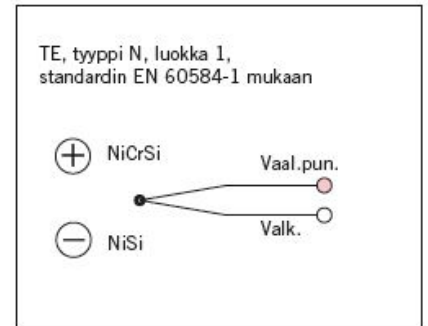 TE, tyyppi N, luokka 1,
standardin EN 60584-1 mukaan
+ NiCrSi
Vaal.pun.
Valk.
− NiSi